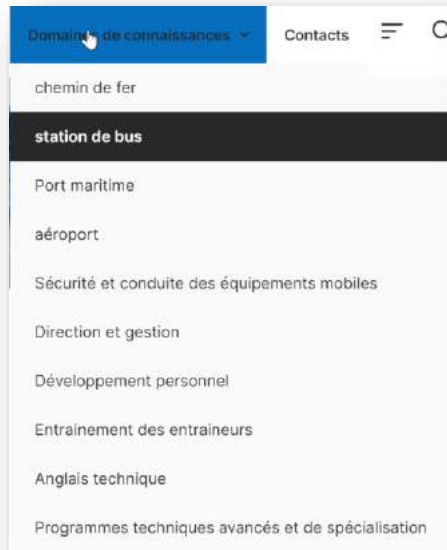 Domaines de connaissances
Contacts
chemin de fer
station de bus
Port maritime
aéroport
Sécurité et conduite des équipements mobiles
Direction et gestion
Développement personnel
Entrainement des entraineurs
Anglais technique
Programmes techniques avancés et de spécialisation